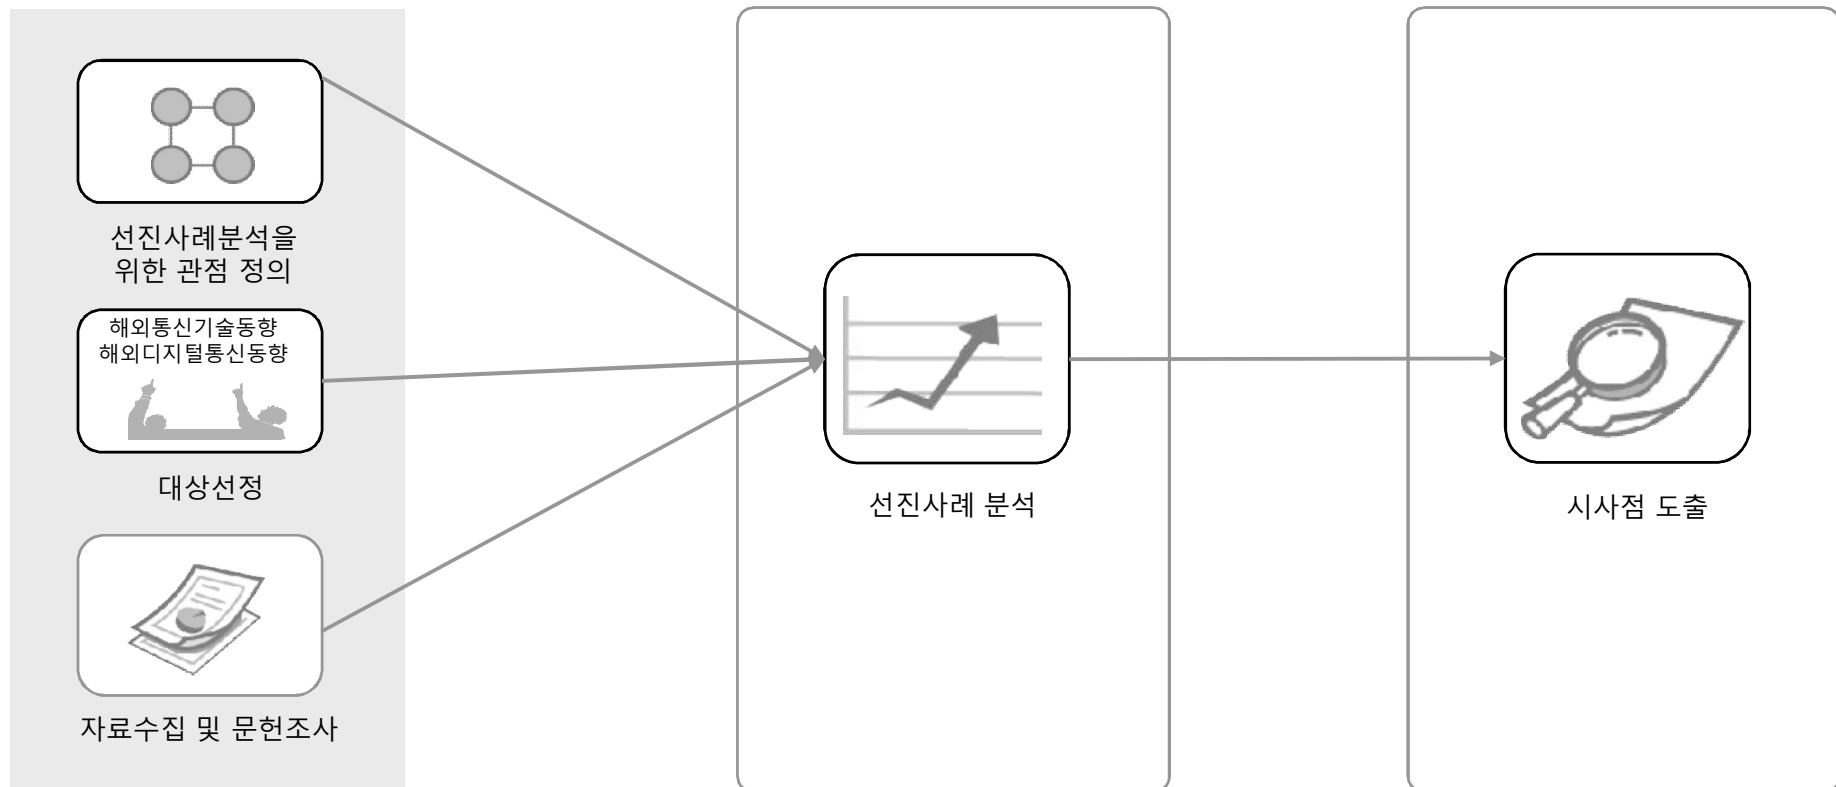 선진사례분석을
위한 관점 정의
해외통신기술동향
해외디지털통신동향
대상선정
자료수집 및 문헌조사
선진사례 분석
시사점 도출